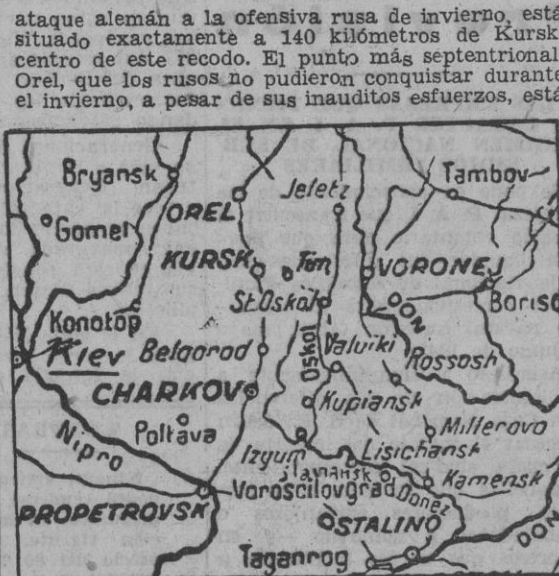 ataque alemán a la ofensiva rusa de invierno, está
situado exactamente a 140 kilómetros de Kursk
centro de este recodo. El punto más septentrional
Orel, que los rusos no pudieron conquistar durante
el invierno, a pesar de sus inauditos esfuerzos, está
Bryansk
Jeletz
Tambov
OREL
Gomel
KURSK
Tim
VORONEJ
St.Oskol
DON
Boriso
Konotop
Kiev
Belgorod
Oskol
Valuiki
Rossosh
CHARKOV
Kupiansk
Nipro
Poltava
Millerovo
Izyum
Lisichansk
Slavansk
Kamensk
Voroscilovgrad
Donez
PROPETROVSK
STALINO
DON
Taganrog